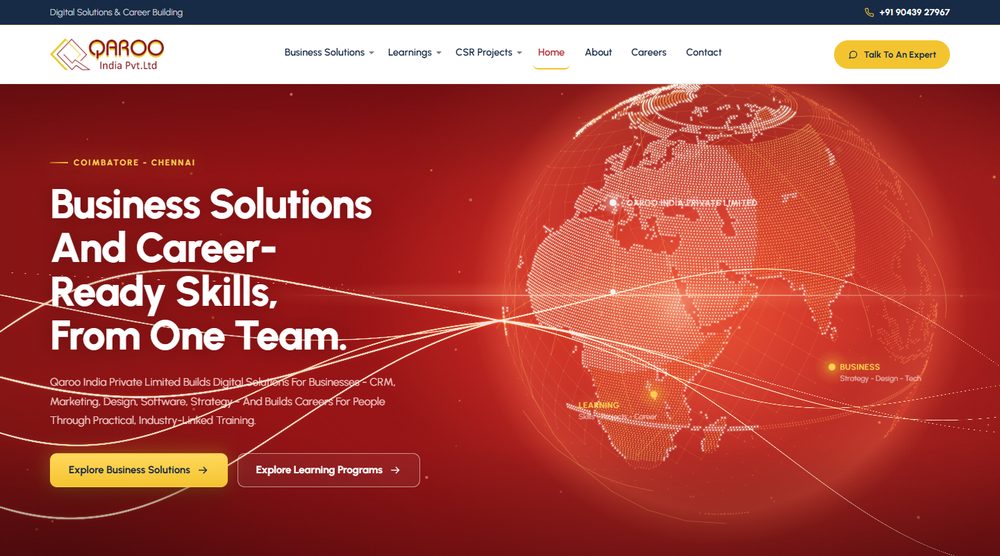 Digital Solutions & Career Building
+91 90439 27967
QAROO
India Pvt.Ltd
Business Solutions
Learnings
CSR Projects
Home
About
Careers
Contact
Talk To An Expert
COIMBATORE - CHENNAI
Business Solutions
And Career-
Ready Skills,
From One Team.
Qaroo India Private Limited Builds Digital Solutions For Businesses - CRM,
Marketing, Design, Software, Strategy - And Builds Careers For People
Through Practical, Industry-Linked Training.
Explore Business Solutions
Explore Learning Programs
QAROO INDIA PRIVATE LIMITED
BUSINESS
Strategy - Design - Tech
LEARNING
Skills - Projects - Career